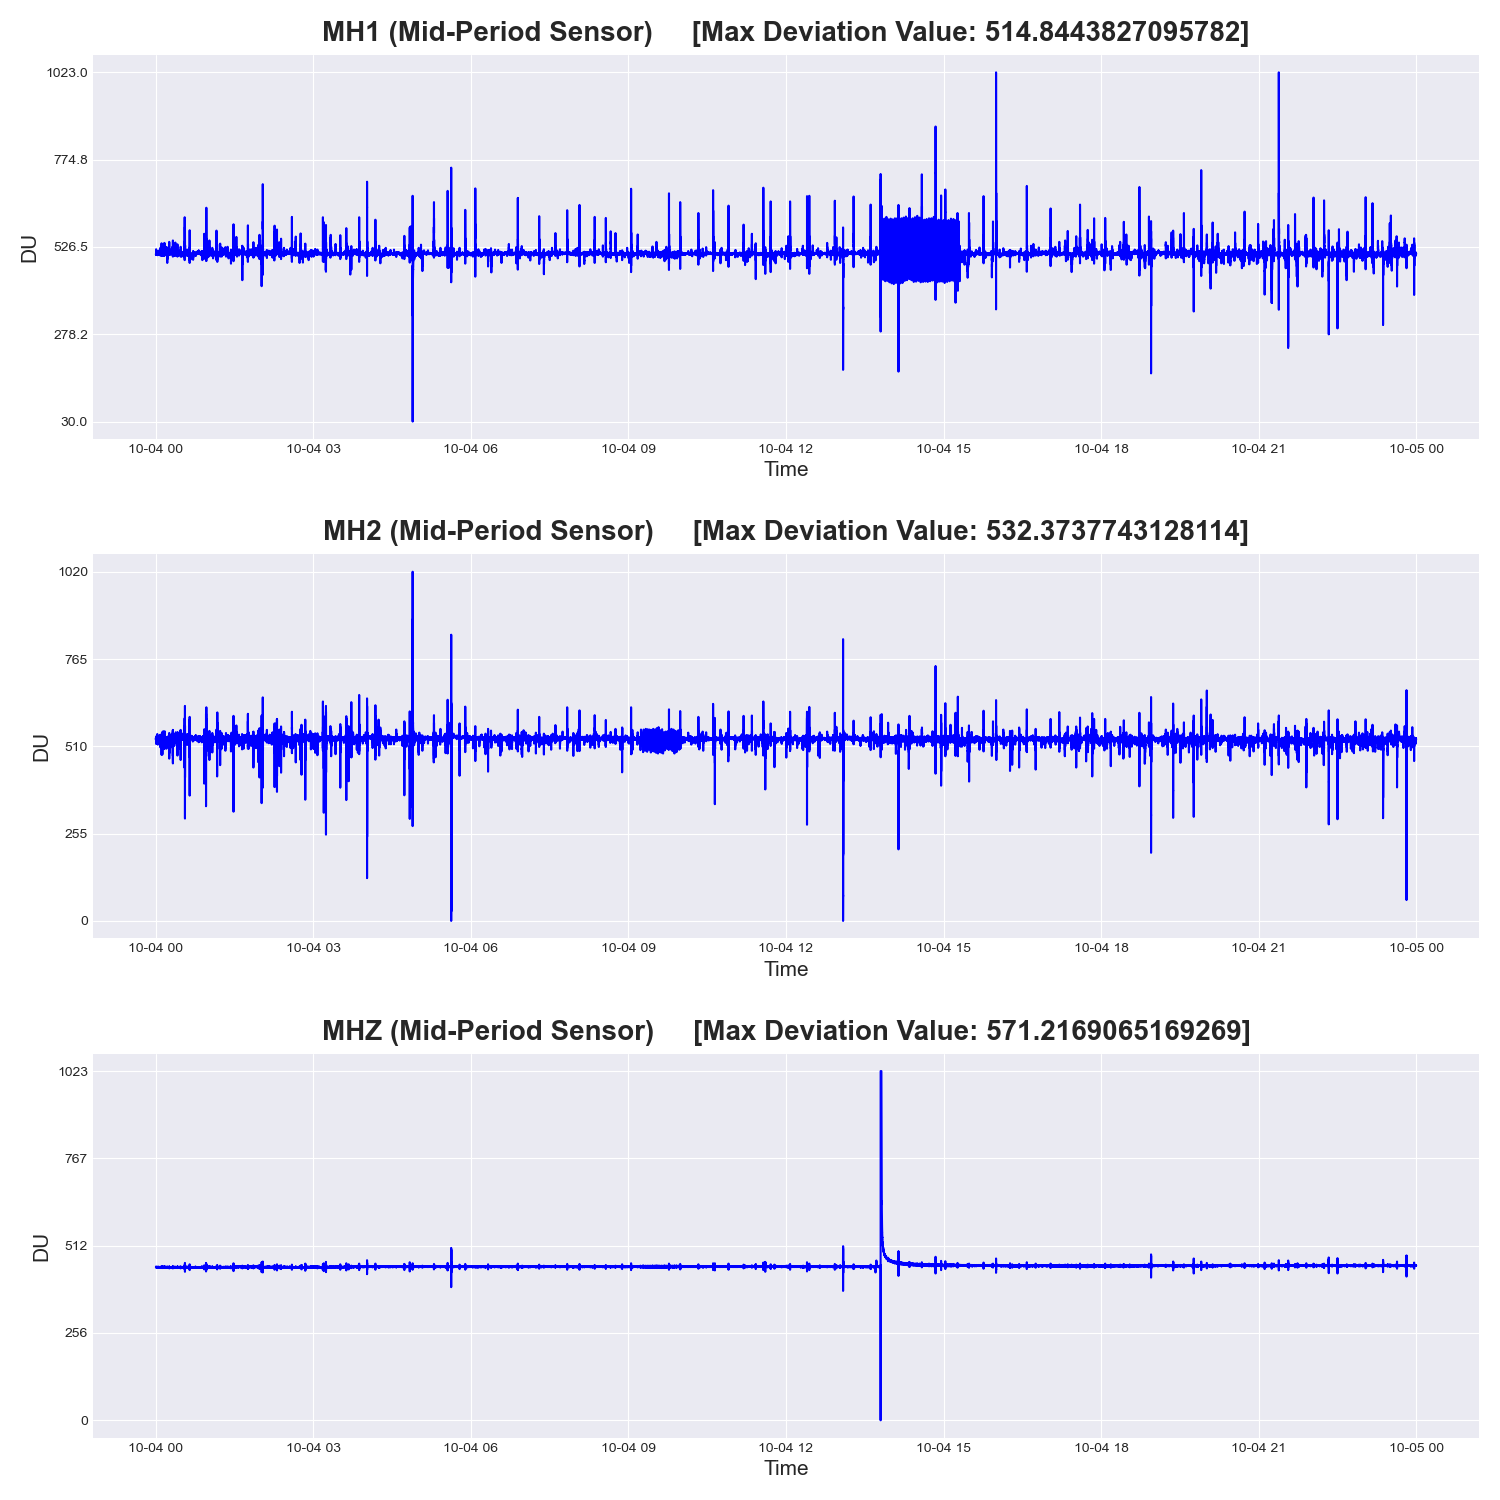 MH1 (Mid-Period Sensor) [Max Deviation Value: 514.8443827095782]
1023.0
774.8
526.5
278.2
30.0
DU
10-04 00 10-04 03 10-04 06 10-04 09 10-04 12 10-04 15 10-04 18 10-04 21 10-05 00
Time
MH2 (Mid-Period Sensor) [Max Deviation Value: 532.3737743128114]
1020
765
510
255
0
DU
10-04 00 10-04 03 10-04 06 10-04 09 10-04 12 10-04 15 10-04 18 10-04 21 10-05 00
Time
MHZ (Mid-Period Sensor) [Max Deviation Value: 571.2169065169269]
1023
767
512
256
0
DU
10-04 00 10-04 03 10-04 06 10-04 09 10-04 12 10-04 15 10-04 18 10-04 21 10-05 00
Time